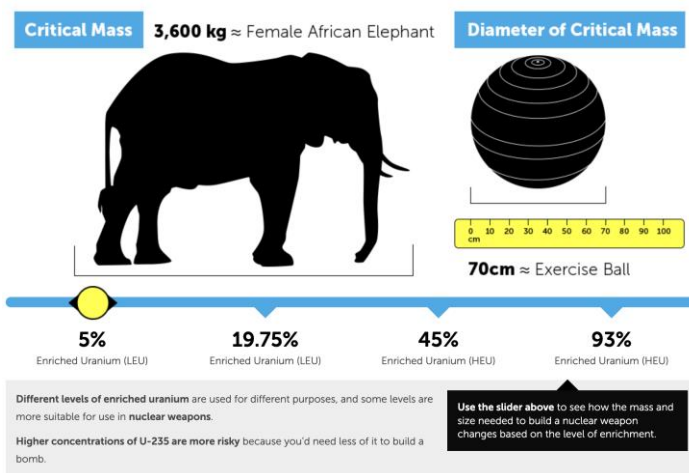 Critical Mass
3,600 kg ≈ Female African Elephant
Diameter of Critical Mass
0 10 20 30 40 50 60 70 80 90 100
cm
70cm ≈ Exercise Ball
5%
Enriched Uranium (LEU)
19.75%
Enriched Uranium (LEU)
45%
Enriched Uranium (HEU)
93%
Enriched Uranium (HEU)
Different levels of enriched uranium are used for different purposes, and some levels are
more suitable for use in nuclear weapons.
Higher concentrations of U-235 are more risky because you'd need less of it to build a
bomb.
Use the slider above to see how the mass and
size needed to build a nuclear weapon
changes based on the level of enrichment.